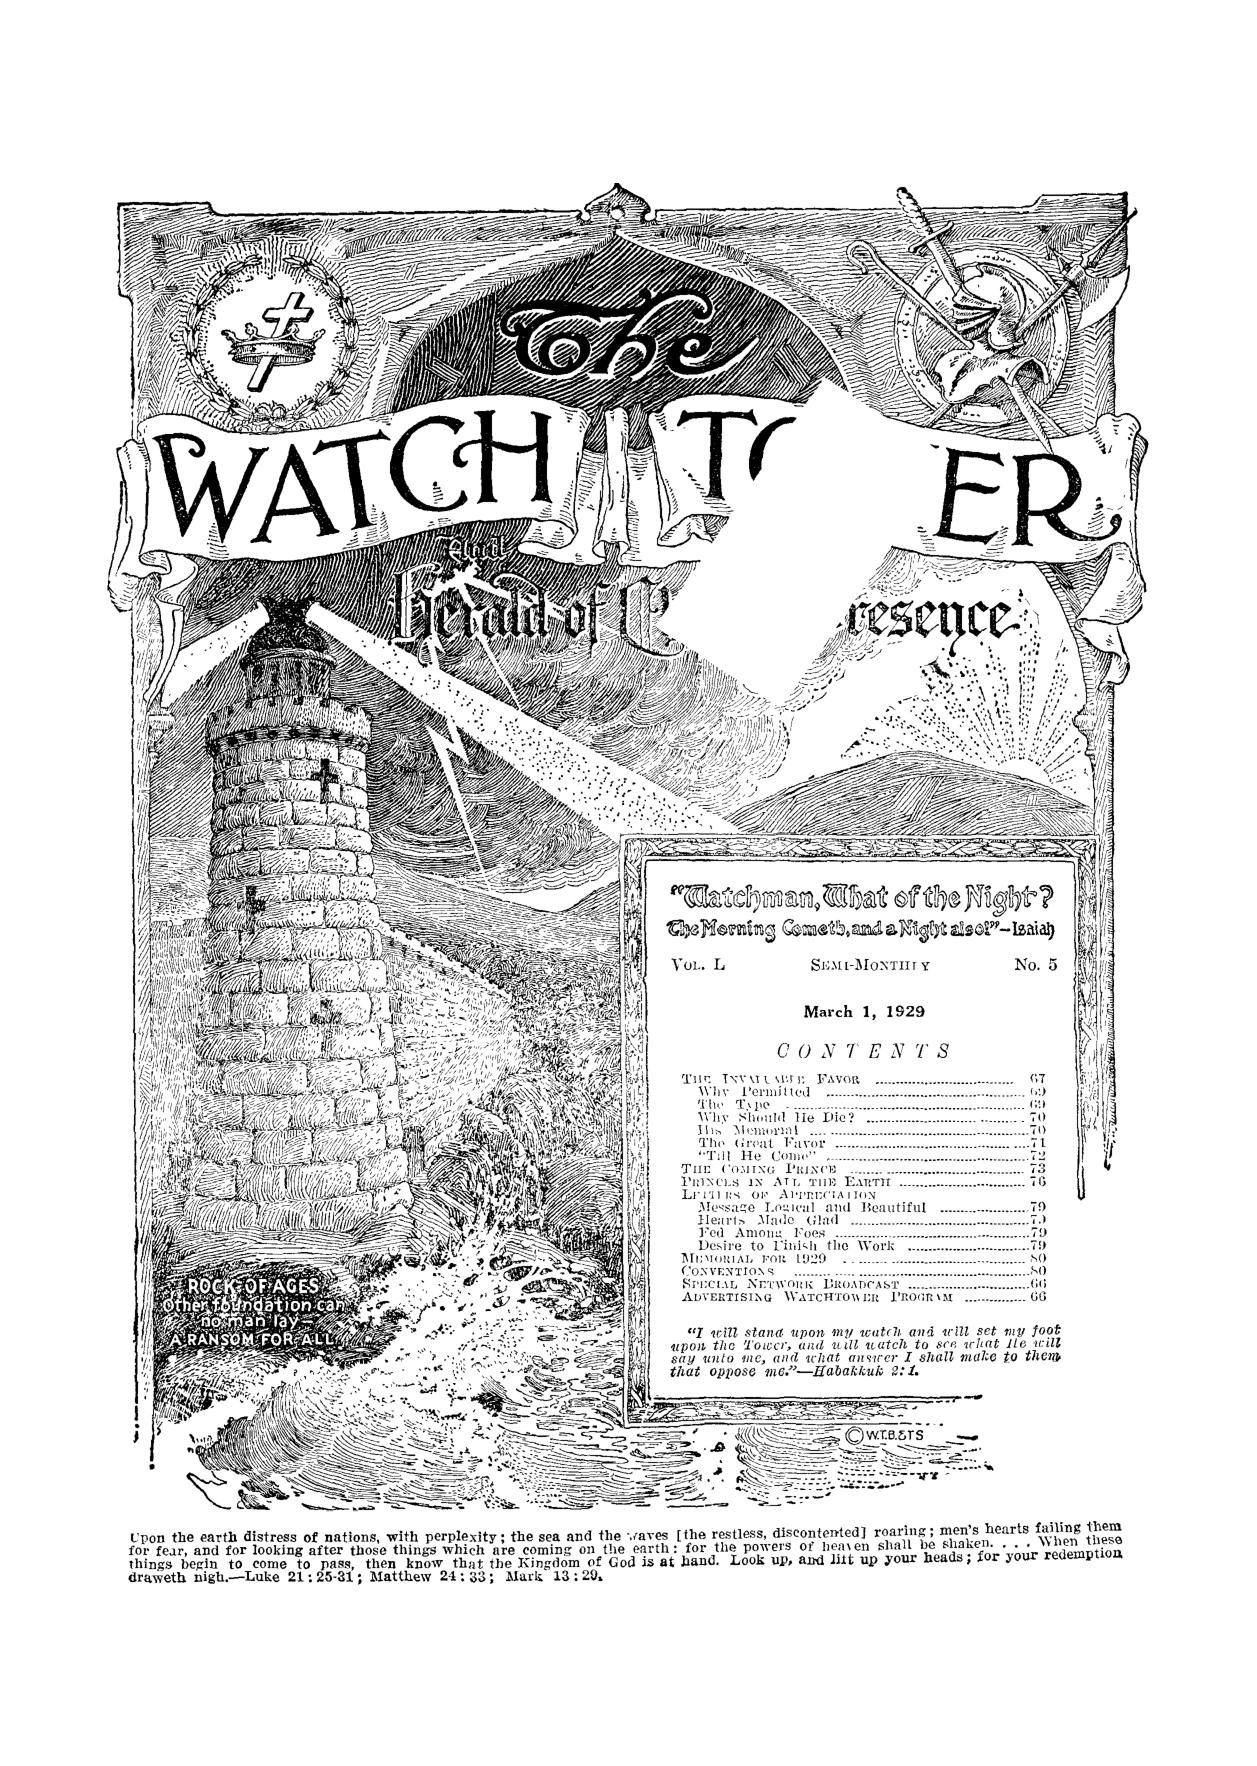 The
WATCH TO ER
And
Herald of C resence
"Watchman, What of the Night?
The Morning Cometh, and a Night also!"—Isaiah
VOL. L SEMI-MONTHLY No. 5
March 1, 1929
CONTENTS
THE FAVOR 67
Why Permitted 69
The Type 69
Why Should He Die? 70
His Memorial 70
The Great Favor 71
"Till He Come" 72
THE COMING PRINCE 73
PRINCES IN ALL THE EARTH 76
LETTERS OF APPRECIATION
Message Logical and Beautiful 79
Hearts Made Glad
Fed Among Foes 79
Desire to Finish the Work 79
MEMORIAL FOR 1929 80
CONVENTIONS 80
SPECIAL NETWORK BROADCAST 66
ADVERTISING WATCHTOWER PROGRAM 66
"I will stand upon my watch and will set my foot
upon the Tower, and will watch to see what He will
say unto me, and what answer I shall make to them
that oppose me."—Habakkuk 2:1.
ROCK OF AGES
Other foundation can
no man lay—
A RANSOM FOR ALL
© W.T.B.&T.S
Upon the earth distress of nations, with perplexity; the sea and the waves [the restless, discontented] roaring; men's hearts failing them
for fear, and for looking after those things which are coming on the earth: for the powers of heaven shall be shaken. . . . When these
things begin to come to pass, then know that the Kingdom of God is at hand. Look up, and lift up your heads; for your redemption
draweth nigh.—Luke 21:25-31; Matthew 24:33; Mark 13:29.